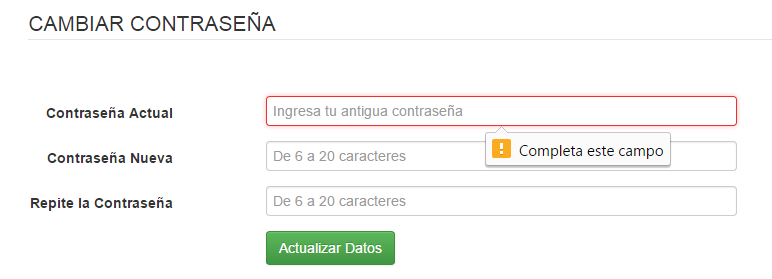 CAMBIAR CONTRASEÑA
Contraseña Actual
Ingresa tu antigua contraseña
Completa este campo
Contraseña Nueva
De 6 a 20 caracteres
Repite la Contraseña
De 6 a 20 caracteres
Actualizar Datos